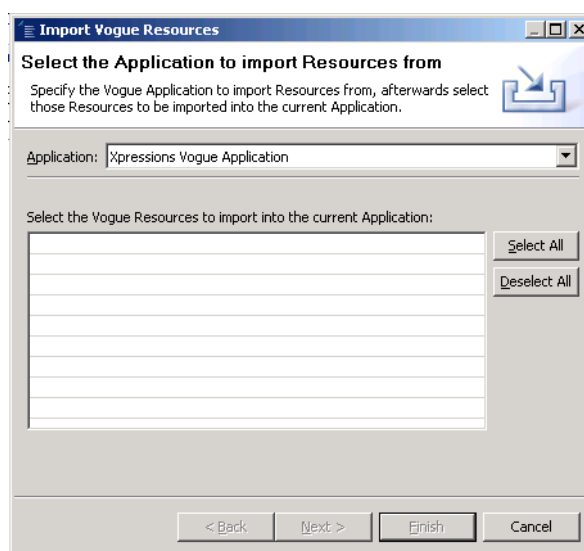 Import Vogue Resources
Select the Application to import Resources from
Specify the Vogue Application to import Resources from, afterwards select
those Resources to be imported into the current Application.
Application: Xpressions Vogue Application
Select the Vogue Resources to import into the current Application:
Select All
Deselect All
< Back Next > Finish Cancel